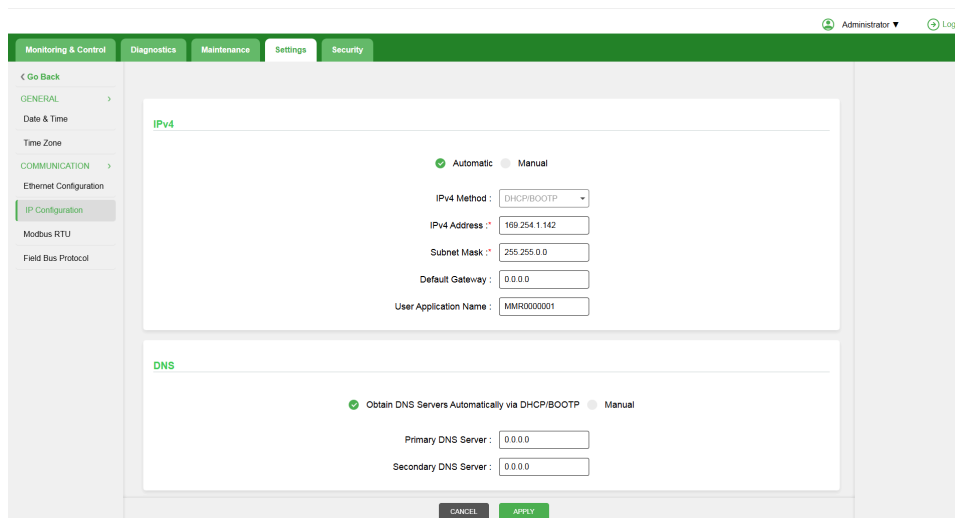 Administrator ▼
Log
Monitoring & Control Diagnostics Maintenance Settings Security
Go Back
GENERAL
Date & Time
Time Zone
COMMUNICATION
Ethernet Configuration
IP Configuration
Modbus RTU
Field Bus Protocol
IPv4
Automatic Manual
IPv4 Method : DHCP/BOOTP
IPv4 Address :* 169.254.1.142
Subnet Mask :* 255.255.0.0
Default Gateway : 0.0.0.0
User Application Name : MMR0000001
DNS
Obtain DNS Servers Automatically via DHCP/BOOTP Manual
Primary DNS Server : 0.0.0.0
Secondary DNS Server : 0.0.0.0
CANCEL APPLY